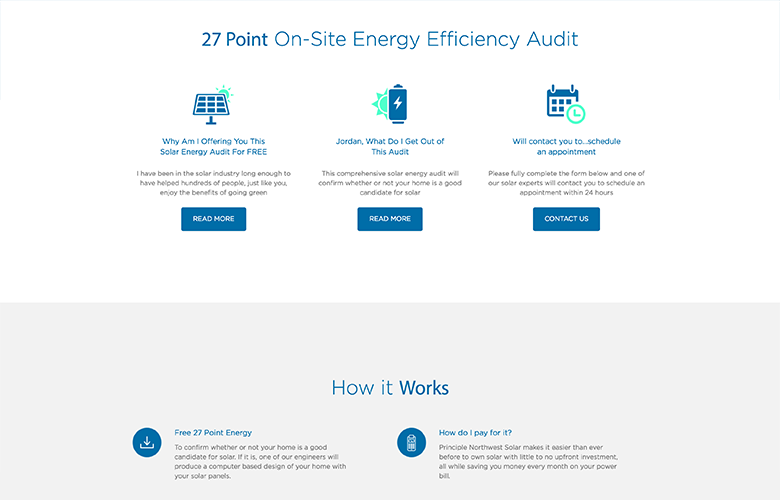 27 Point On-Site Energy Efficiency Audit
Why Am I Offering You This
Solar Energy Audit For FREE
I have been in the solar industry long enough to
have helped hundreds of people, just like you,
enjoy the benefits of going green
READ MORE
Jordan, What Do I Get Out of
This Audit
This comprehensive solar energy audit will
confirm whether or not your home is a good
candidate for solar
READ MORE
Will contact you to...schedule
an appointment
Please fully complete the form below and one of
our solar experts will contact you to schedule an
appointment within 24 hours
CONTACT US
How it Works
Free 27 Point Energy
To confirm whether or not your home is a good
candidate for solar. If it is, one of our engineers will
produce a computer based design of your home with
your solar panels.
How do I pay for it?
Principle Northwest Solar makes it easier than ever
before to own solar with little to no upfront investment,
all while saving you money every month on your power
bill.